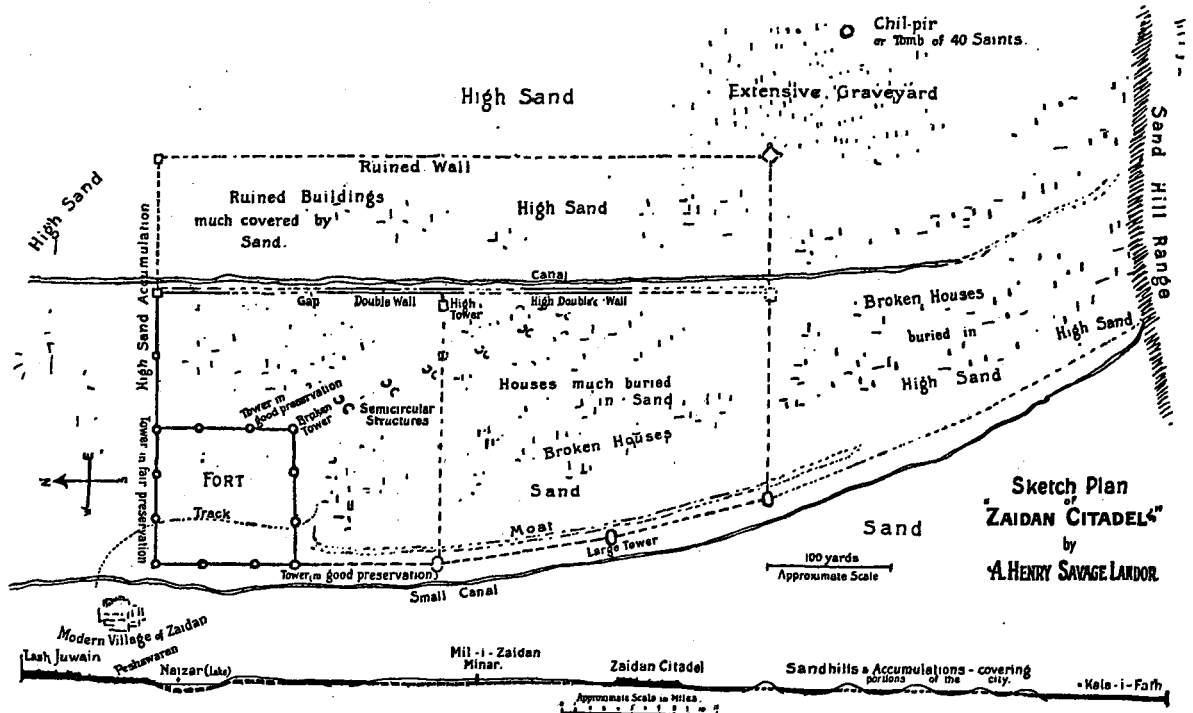 Chil-pir
or Tomb of 40 Saints.
High Sand
Extensive Graveyard
Sand Hill Range
Ruined Wall
High Sand
Ruined Buildings
much covered by
Sand.
High Sand
High Sand Accumulation
Canal
Gap
Double Wall
High
Tower
High Double Wall
Broken Houses
buried in
High Sand
High Sand
Tower in
good preservation
Broken
Tower
Semicircular
Structures
Houses much buried
in Sand
Broken Houses
Sand
Tower in fair preservation
N
E
S
W
FORT
Track
Moat
Large Tower
Tower (in good preservation)
Small Canal
Sand
100 yards
Approximate Scale
Sketch Plan
of
"ZAIDAN CITADEL"
by
A. HENRY SAVAGE LANDOR
Modern Village of Zaidan
Lash Juwain
Peshawaran
Naizar (Lake)
Mil-i-Zaidan
Minar.
Zaidan Citadel
Sandhills & Accumulations - covering
portions of the city.
Kala-i-Fath
Approximate Scale in Miles.